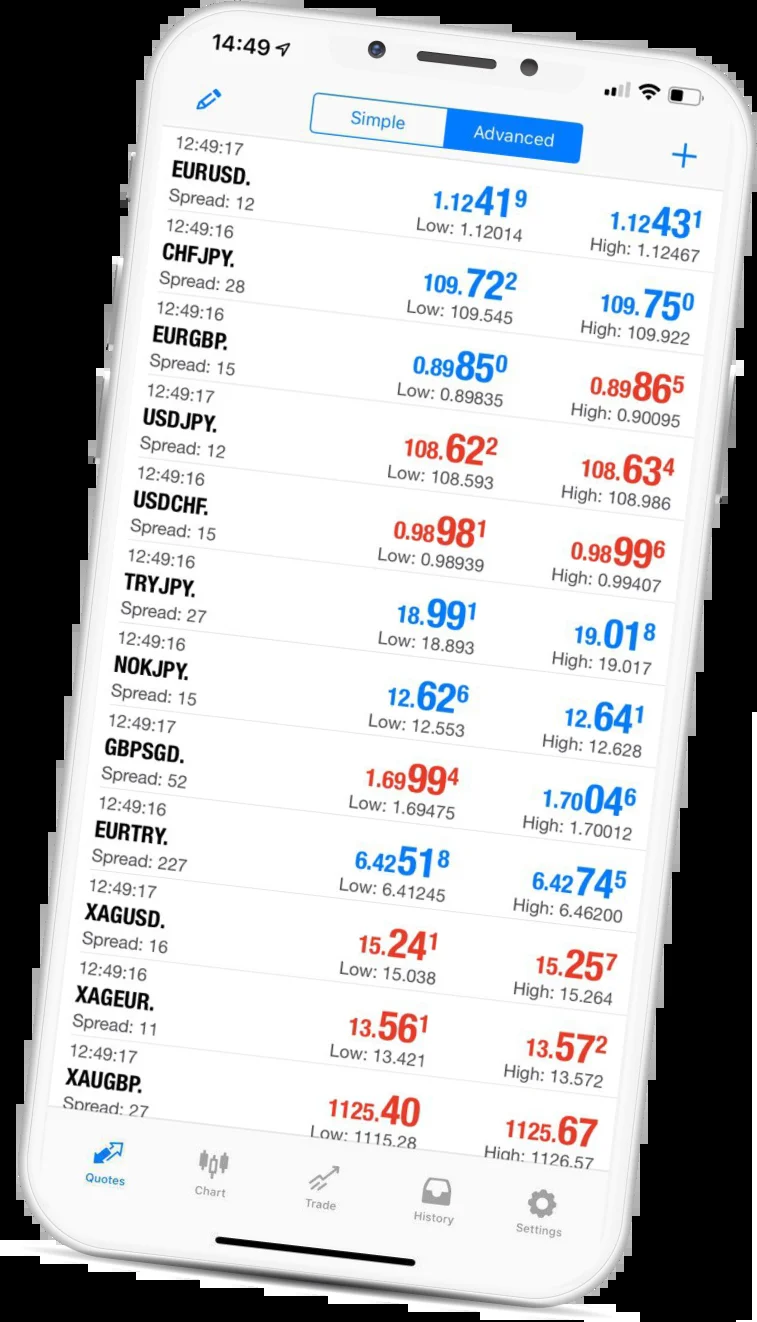 14:49
Simple Advanced
12:49:17
EURUSD. 1.12419 1.12431
Spread: 12 Low: 1.12014 High: 1.12467
12:49:16
CHFJPY. 109.722 109.750
Spread: 28 Low: 109.545 High: 109.922
12:49:16
EURGBP. 0.89850 0.89865
Spread: 15 Low: 0.89835 High: 0.90095
12:49:17
USDJPY. 108.622 108.634
Spread: 12 Low: 108.593 High: 108.986
12:49:16
USDCHF. 0.98981 0.98996
Spread: 15 Low: 0.98939 High: 0.99407
12:49:16
TRYJPY. 18.991 19.018
Spread: 27 Low: 18.893 High: 19.017
12:49:16
NOKJPY. 12.626 12.641
Spread: 15 Low: 12.553 High: 12.628
12:49:17
GBPSGD. 1.69994 1.70046
Spread: 52 Low: 1.69475 High: 1.70012
12:49:16
EURTRY. 6.42518 6.42745
Spread: 227 Low: 6.41245 High: 6.46200
12:49:17
XAGUSD. 15.241 15.257
Spread: 16 Low: 15.038 High: 15.264
12:49:16
XAGEUR. 13.561 13.572
Spread: 11 Low: 13.421 High: 13.572
12:49:17
XAUGBP. 1125.40 1125.67
Spread: 27 Low: 1115.28 High: 1126.57
Quotes Chart Trade History Settings